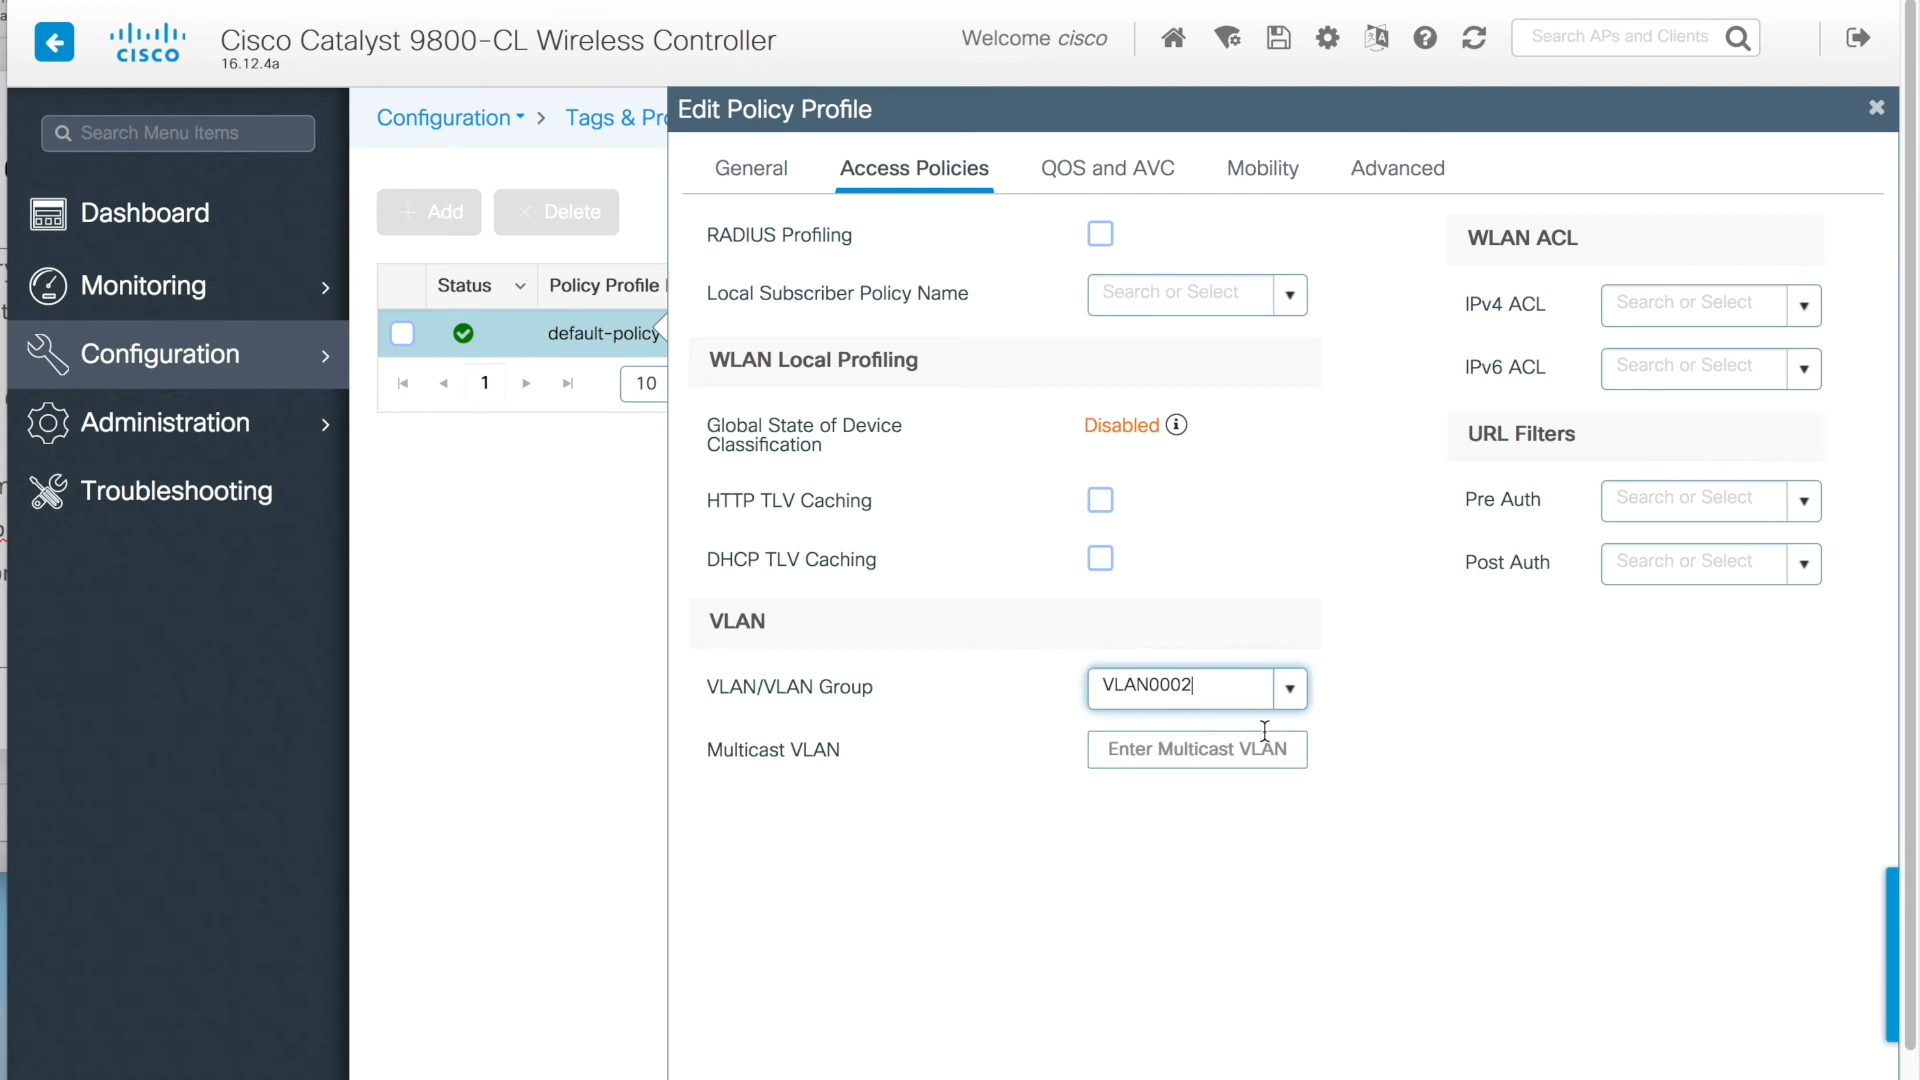 CISCO
Cisco Catalyst 9800-CL Wireless Controller
16.12.4a
Welcome cisco
Search APs and Clients
Search Menu Items
Dashboard
Monitoring
Configuration
Administration
Troubleshooting
Configuration > Tags & Pro
+ Add
× Delete
Status
Policy Profile
default-policy
1
10
Edit Policy Profile
General
Access Policies
QOS and AVC
Mobility
Advanced
RADIUS Profiling
Local Subscriber Policy Name
Search or Select
WLAN Local Profiling
Global State of Device
Classification
Disabled
HTTP TLV Caching
DHCP TLV Caching
VLAN
VLAN/VLAN Group
VLAN0002
Multicast VLAN
Enter Multicast VLAN
WLAN ACL
IPv4 ACL
Search or Select
IPv6 ACL
Search or Select
URL Filters
Pre Auth
Search or Select
Post Auth
Search or Select